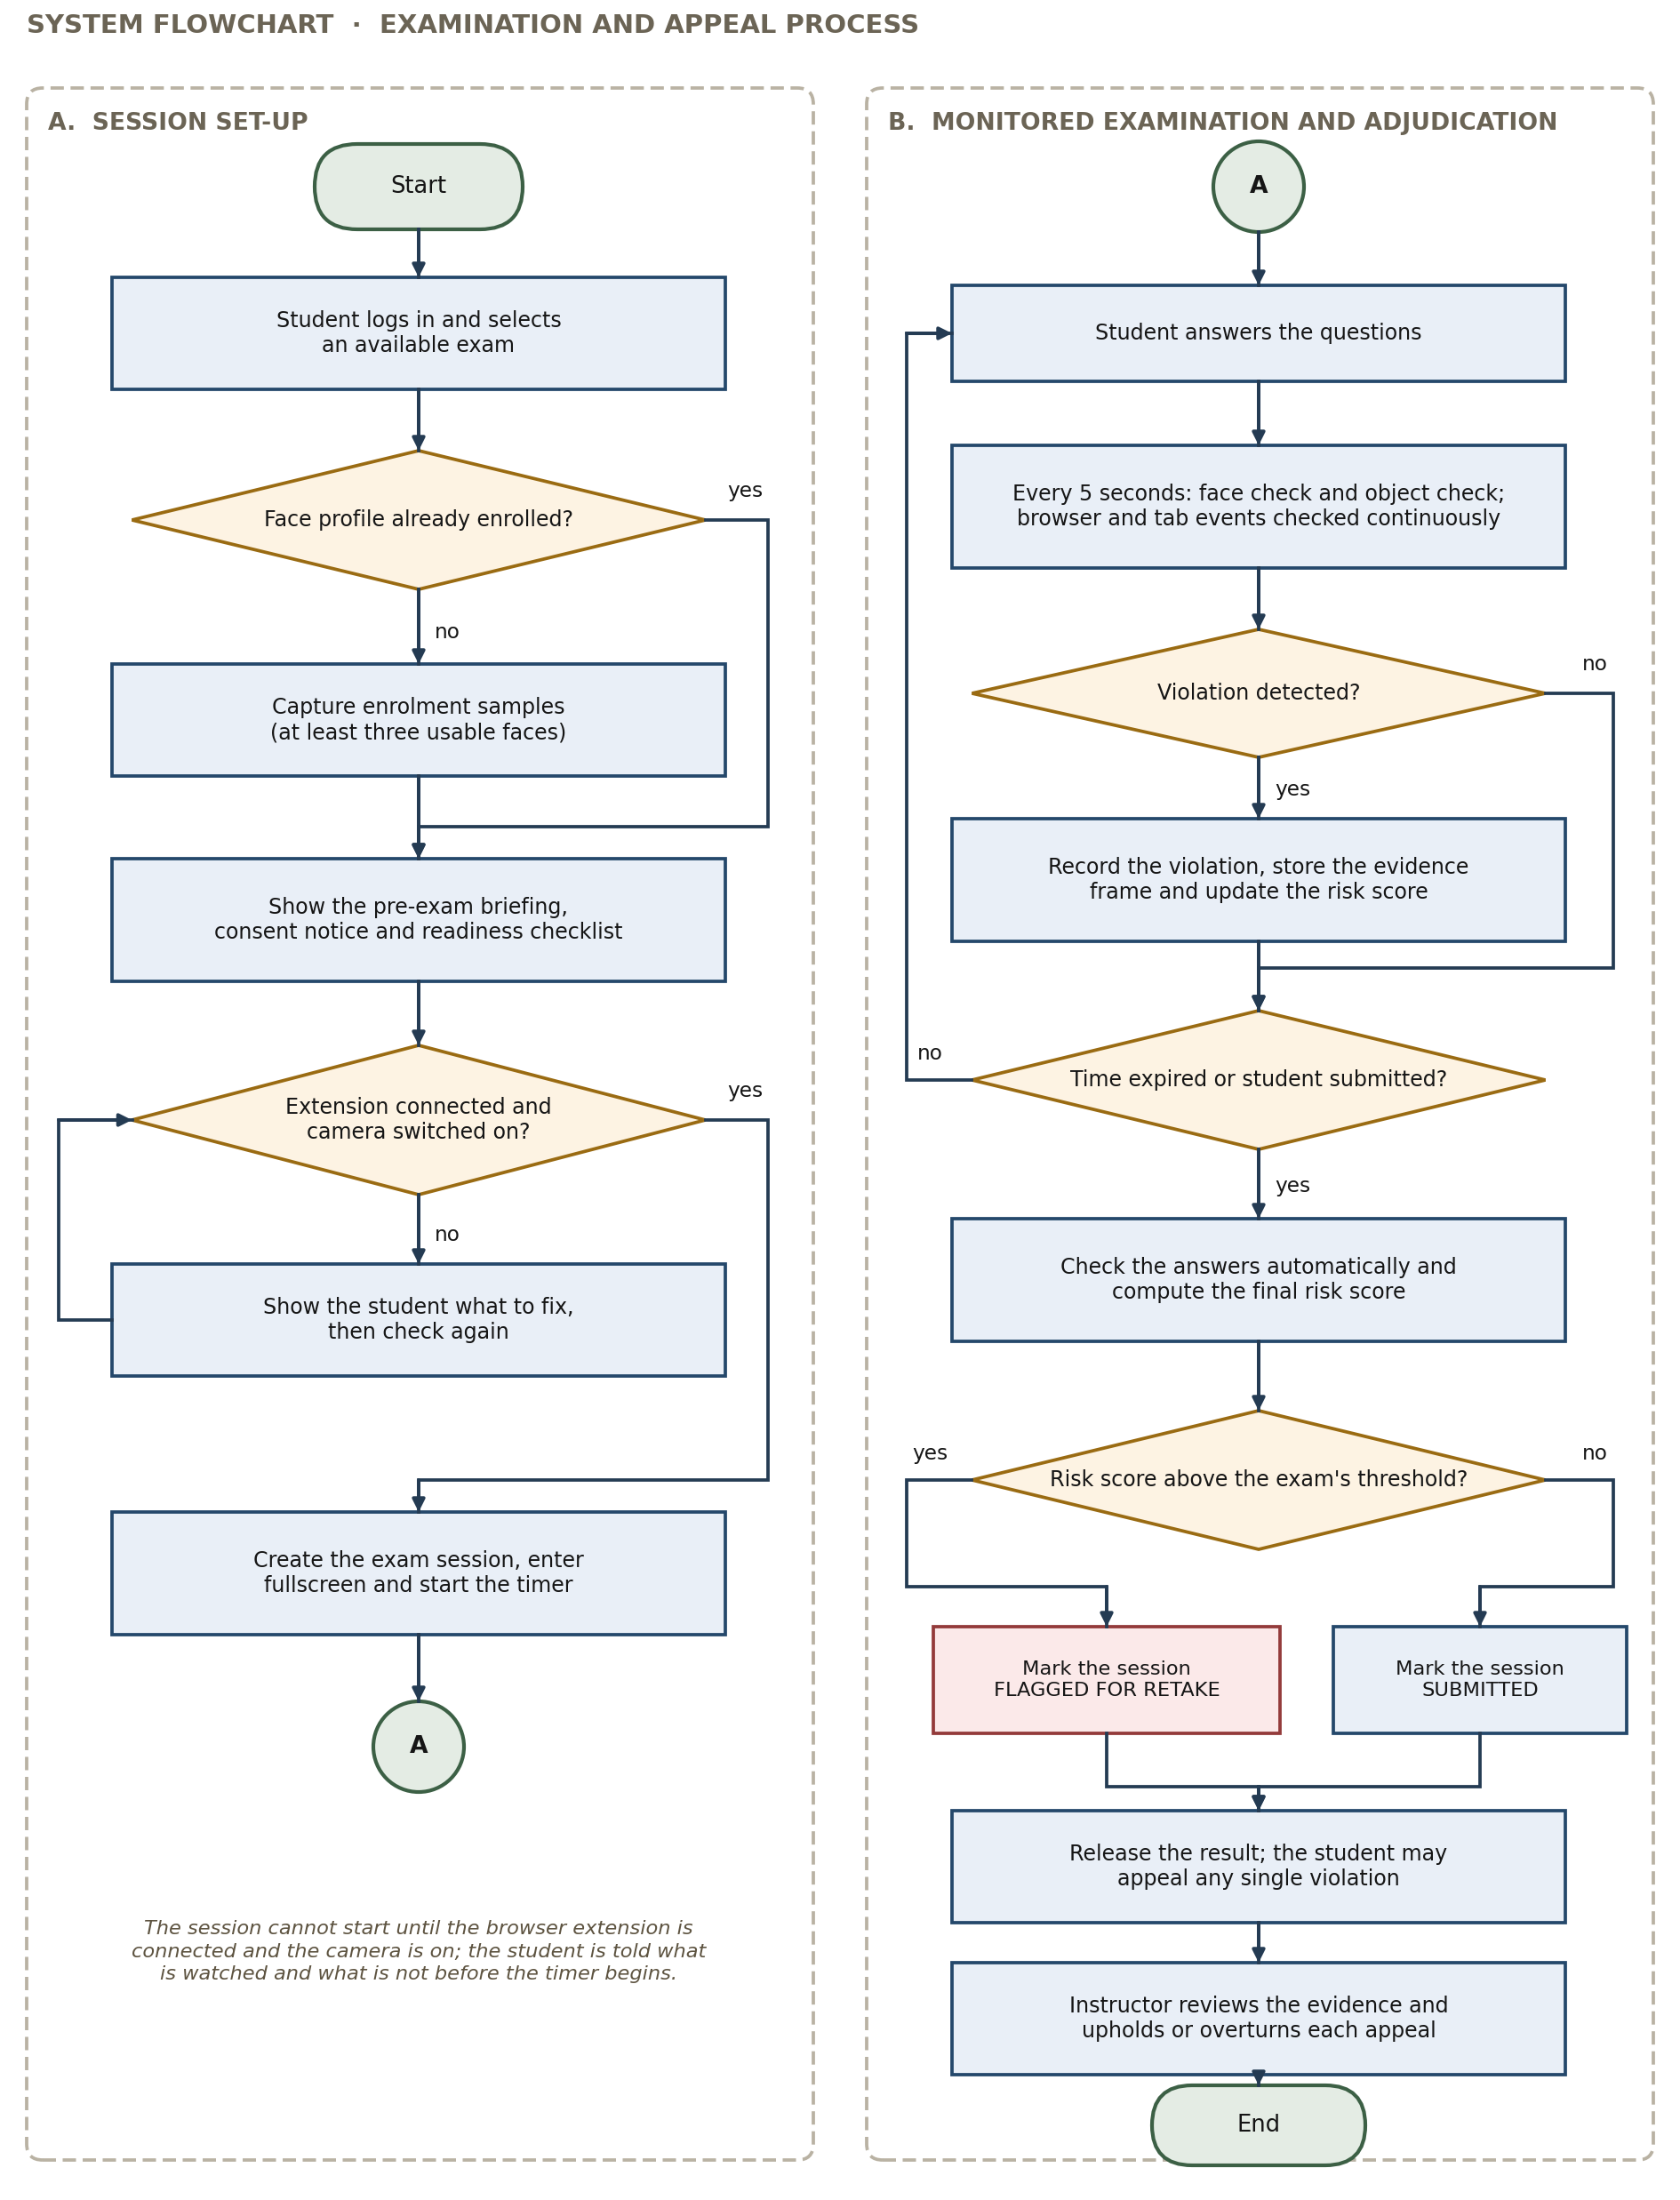 SYSTEM FLOWCHART · EXAMINATION AND APPEAL PROCESS
A. SESSION SET-UP
Start
Student logs in and selects
an available exam
Face profile already enrolled?
yes
no
Capture enrolment samples
(at least three usable faces)
Show the pre-exam briefing,
consent notice and readiness checklist
Extension connected and
camera switched on?
yes
no
Show the student what to fix,
then check again
Create the exam session, enter
fullscreen and start the timer
A
The session cannot start until the browser extension is
connected and the camera is on; the student is told what
is watched and what is not before the timer begins.
B. MONITORED EXAMINATION AND ADJUDICATION
A
Student answers the questions
Every 5 seconds: face check and object check;
browser and tab events checked continuously
Violation detected?
no
yes
Record the violation, store the evidence
frame and update the risk score
Time expired or student submitted?
no
yes
Check the answers automatically and
compute the final risk score
Risk score above the exam's threshold?
yes
no
Mark the session
FLAGGED FOR RETAKE
Mark the session
SUBMITTED
Release the result; the student may
appeal any single violation
Instructor reviews the evidence and
upholds or overturns each appeal
End